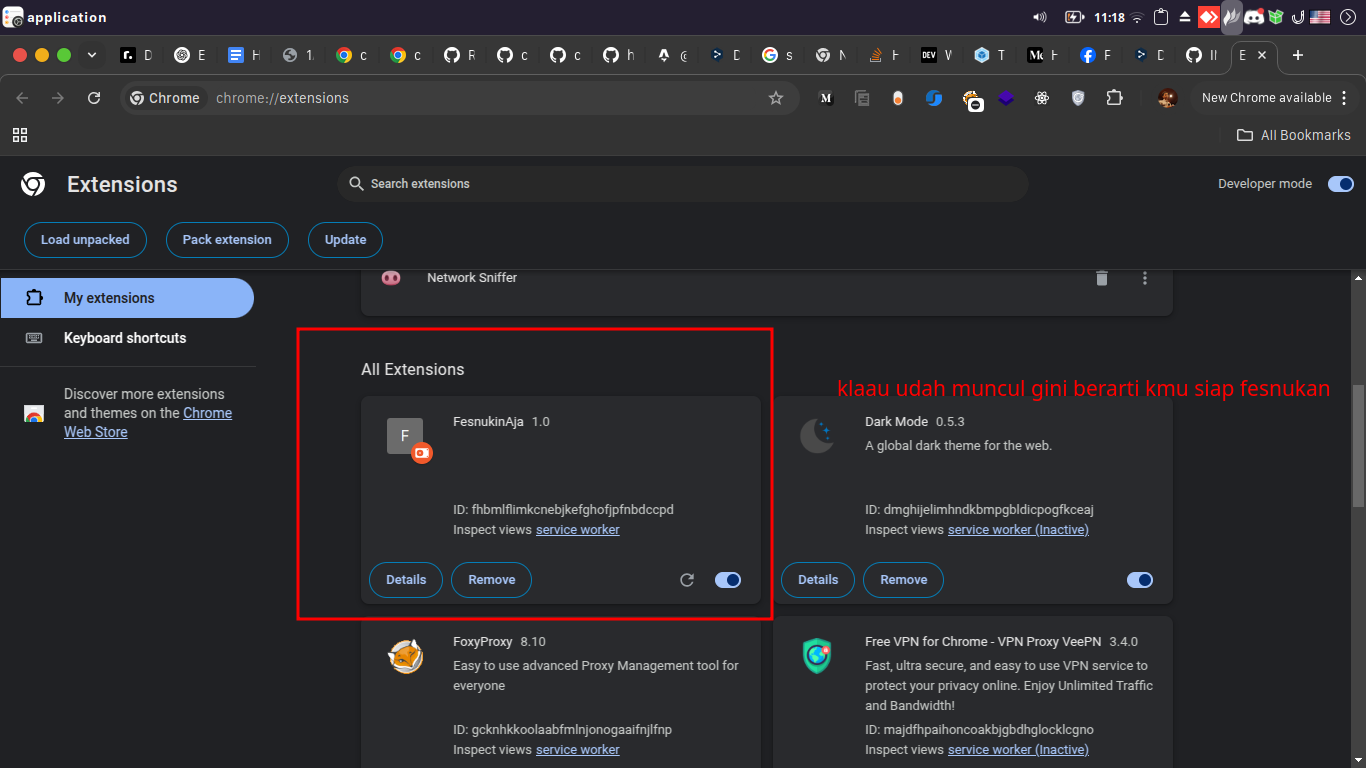 application
11:18
D
E
H
1.
c
c
R
c
c
h
@
D
s
N
H
DEV
V
T
H
F
D
II
E
Chrome
chrome://extensions
New Chrome available
All Bookmarks
Extensions
Search extensions
Developer mode
Load unpacked
Pack extension
Update
My extensions
Keyboard shortcuts
Discover more extensions
and themes on the Chrome
Web Store
Network Sniffer
All Extensions
klaau udah muncul gini berarti kmu siap fesnukan
F
FesnukinAja 1.0
ID: fhbmlflimkcnebjkefghofjpfnbdccpd
Inspect views service worker
Details
Remove
Dark Mode 0.5.3
A global dark theme for the web.
ID: dmghijelimhndkbmpgbldicpogfkceaj
Inspect views service worker (Inactive)
Details
Remove
FoxyProxy 8.10
Easy to use advanced Proxy Management tool for
everyone
ID: gcknhkkoolaabfmlnjonogaaifnjlfnp
Inspect views service worker
Free VPN for Chrome - VPN Proxy VeePN 3.4.0
Fast, ultra secure, and easy to use VPN service to
protect your privacy online. Enjoy Unlimited Traffic
and Bandwidth!
ID: majdfhpaihoncoakbjgbdhglocklcgno
Inspect views service worker (Inactive)